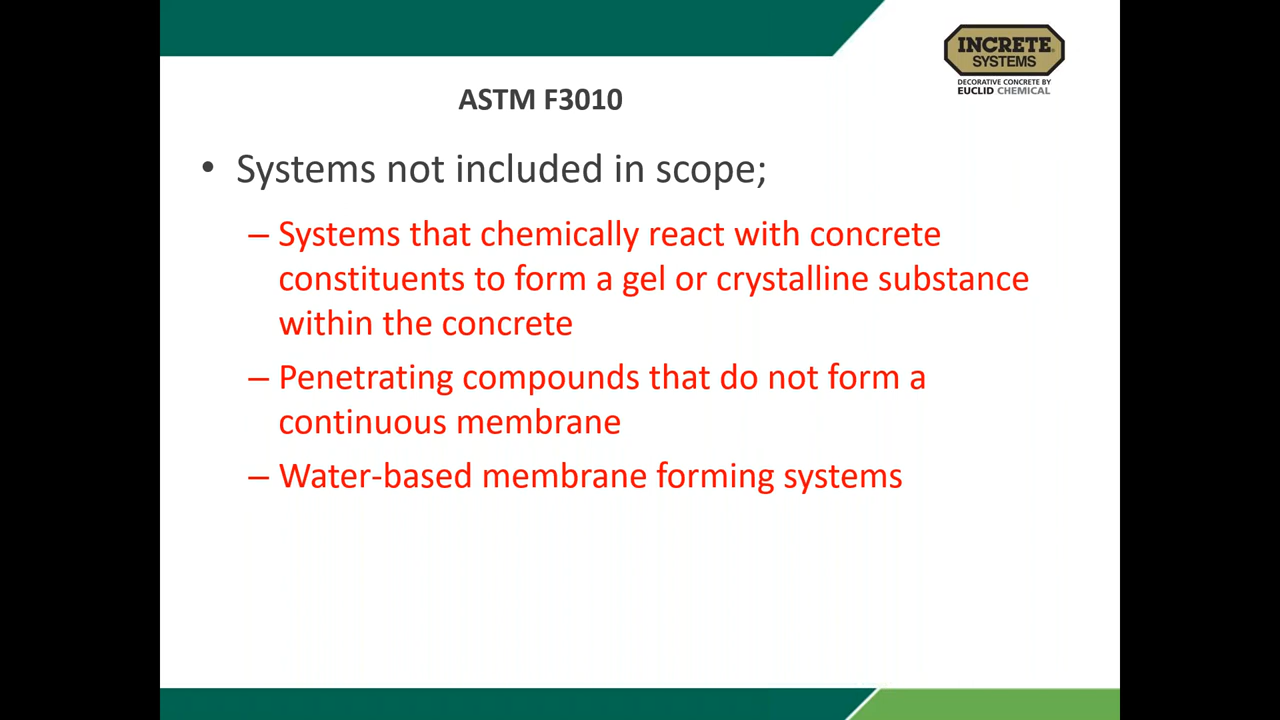 INCRETE
SYSTEMS
DECORATIVE CONCRETE BY
EUCLID CHEMICAL
ASTM F3010
• Systems not included in scope;
– Systems that chemically react with concrete
constituents to form a gel or crystalline substance
within the concrete
– Penetrating compounds that do not form a
continuous membrane
– Water-based membrane forming systems